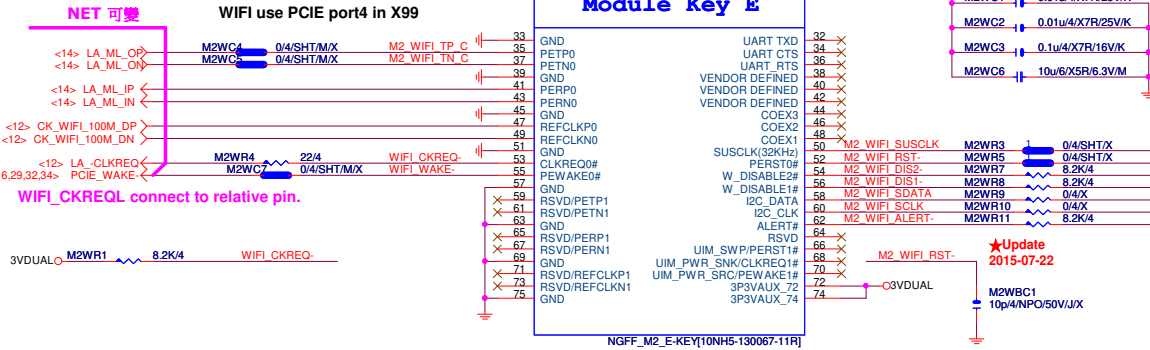 NET 可變
WIFI use PCIE port4 in X99
Module Key E
M2WC2 0.01u/4/X7R/25V/K
M2WC3 0.1u/4/X7R/16V/K
M2WC6 10u/6/X5R/6.3V/M
<14> LA_ML_OP M2WC4 0/4/SHT/M/X M2_WIFI_TP_C
<14> LA_ML_ON M2WC5 0/4/SHT/M/X M2_WIFI_TN_C
<14> LA_ML_IP
<14> LA_ML_IN
<12> CK_WIFI_100M_DP
<12> CK_WIFI_100M_DN
<12> LA_-CLKREQ M2WR4 22/4 WIFI_CKREQ-
6,29,32,34> PCIE_WAKE- M2WC7 0/4/SHT/M/X WIFI_WAKE-
WIFI_CKREQL connect to relative pin.
3VDUAL M2WR1 8.2K/4 WIFI_CKREQ-
33 GND
35 PETP0
37 PETN0
39 GND
41 PERP0
43 PERN0
45 GND
47 REFCLKP0
49 REFCLKN0
51 GND
53 CLKREQ0#
55 PEWAKE0#
57 GND
59 RSVD/PETP1
61 RSVD/PETN1
63 GND
65 RSVD/PERP1
67 RSVD/PERN1
69 GND
71 RSVD/REFCLKP1
73 RSVD/REFCLKN1
75 GND
UART TXD 32
UART CTS 34
UART_RTS 36
VENDOR DEFINED 38
VENDOR DEFINED 40
VENDOR DEFINED 42
COEX3 44
COEX2 46
COEX1 48
SUSCLK(32KHz) 50
PERST0# 52
W_DISABLE2# 54
W_DISABLE1# 56
I2C_DATA 58
I2C_CLK 60
ALERT# 62
RSVD 64
UIM_SWP/PERST1# 66
UIM_PWR_SNK/CLKREQ1# 68
UIM_PWR_SRC/PEWAKE1# 70
3P3VAUX_72 72
3P3VAUX_74 74
M2_WIFI_SUSCLK M2WR3 1 0/4/SHT/X
M2_WIFI_RST- M2WR5 0/4/SHT/X
M2_WIFI_DIS2- M2WR7 8.2K/4
M2_WIFI_DIS1- M2WR8 8.2K/4
M2_WIFI_SDATA M2WR9 0/4/X
M2_WIFI_SCLK M2WR10 0/4/X
M2_WIFI_ALERT- M2WR11 8.2K/4
★Update
2015-07-22
M2_WIFI_RST-
3VDUAL
M2WBC1
10p/4/NPO/50V/J/X
NGFF_M2_E-KEY[10NH5-130067-11R]